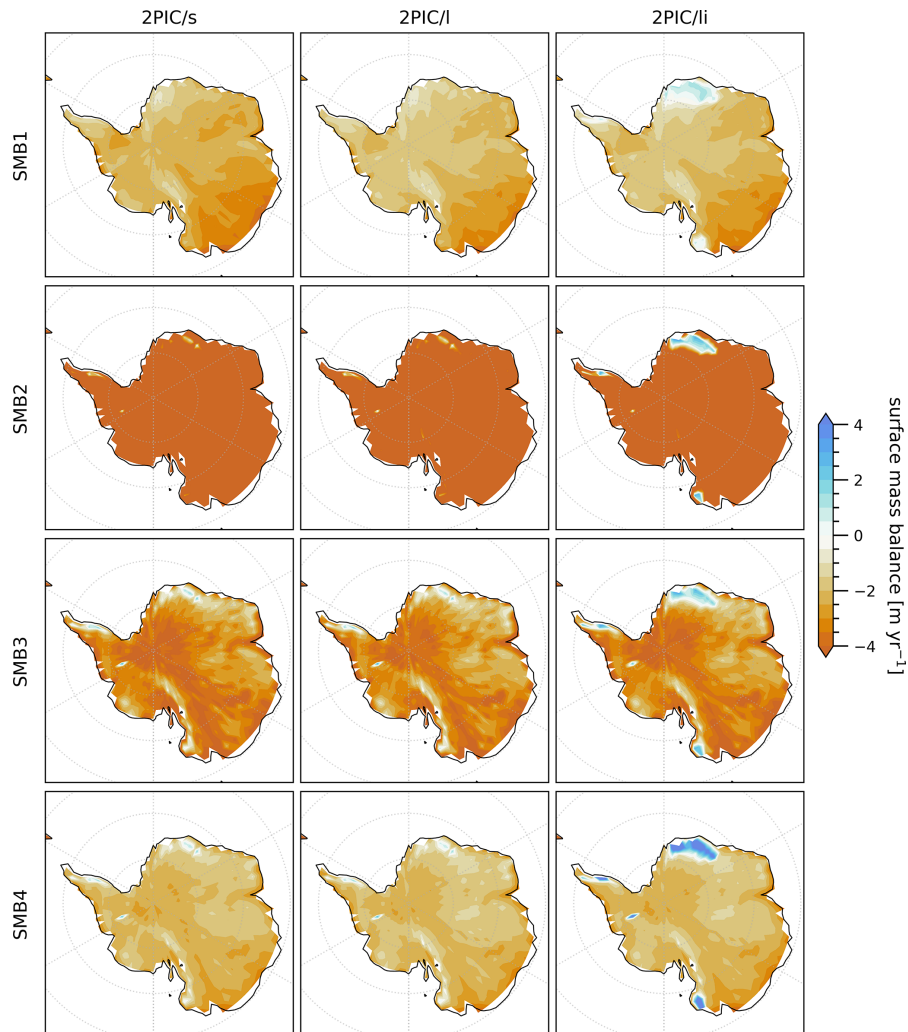 2PIC/s 2PIC/l 2PIC/li
SMB1
SMB2
SMB3
SMB4
4
2
0
−2
−4
surface mass balance [m yr⁻¹]